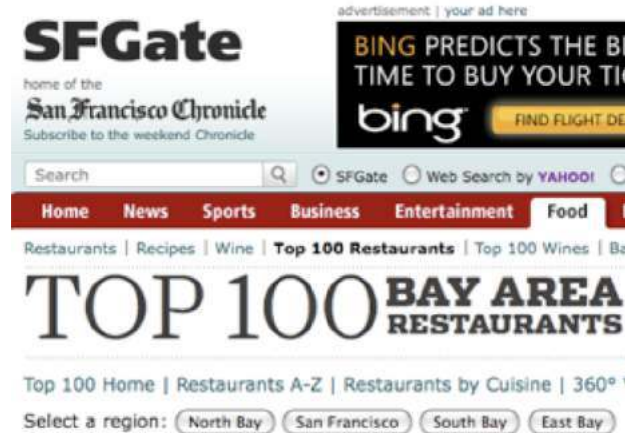 advertisement | your ad here
SFGate
BING PREDICTS THE
TIME TO BUY YOUR
home of the
San Francisco Chronicle
Subscribe to the weekend Chronicle
bing
FIND FLIGHT
Search
SFGate Web Search by YAHOO!
Home News Sports Business Entertainment Food
Restaurants | Recipes | Wine | Top 100 Restaurants | Top 100 Wines |
TOP 100 BAY AREA
RESTAURANTS
Top 100 Home | Restaurants A-Z | Restaurants by Cuisine | 360°
Select a region: North Bay San Francisco South Bay East Bay